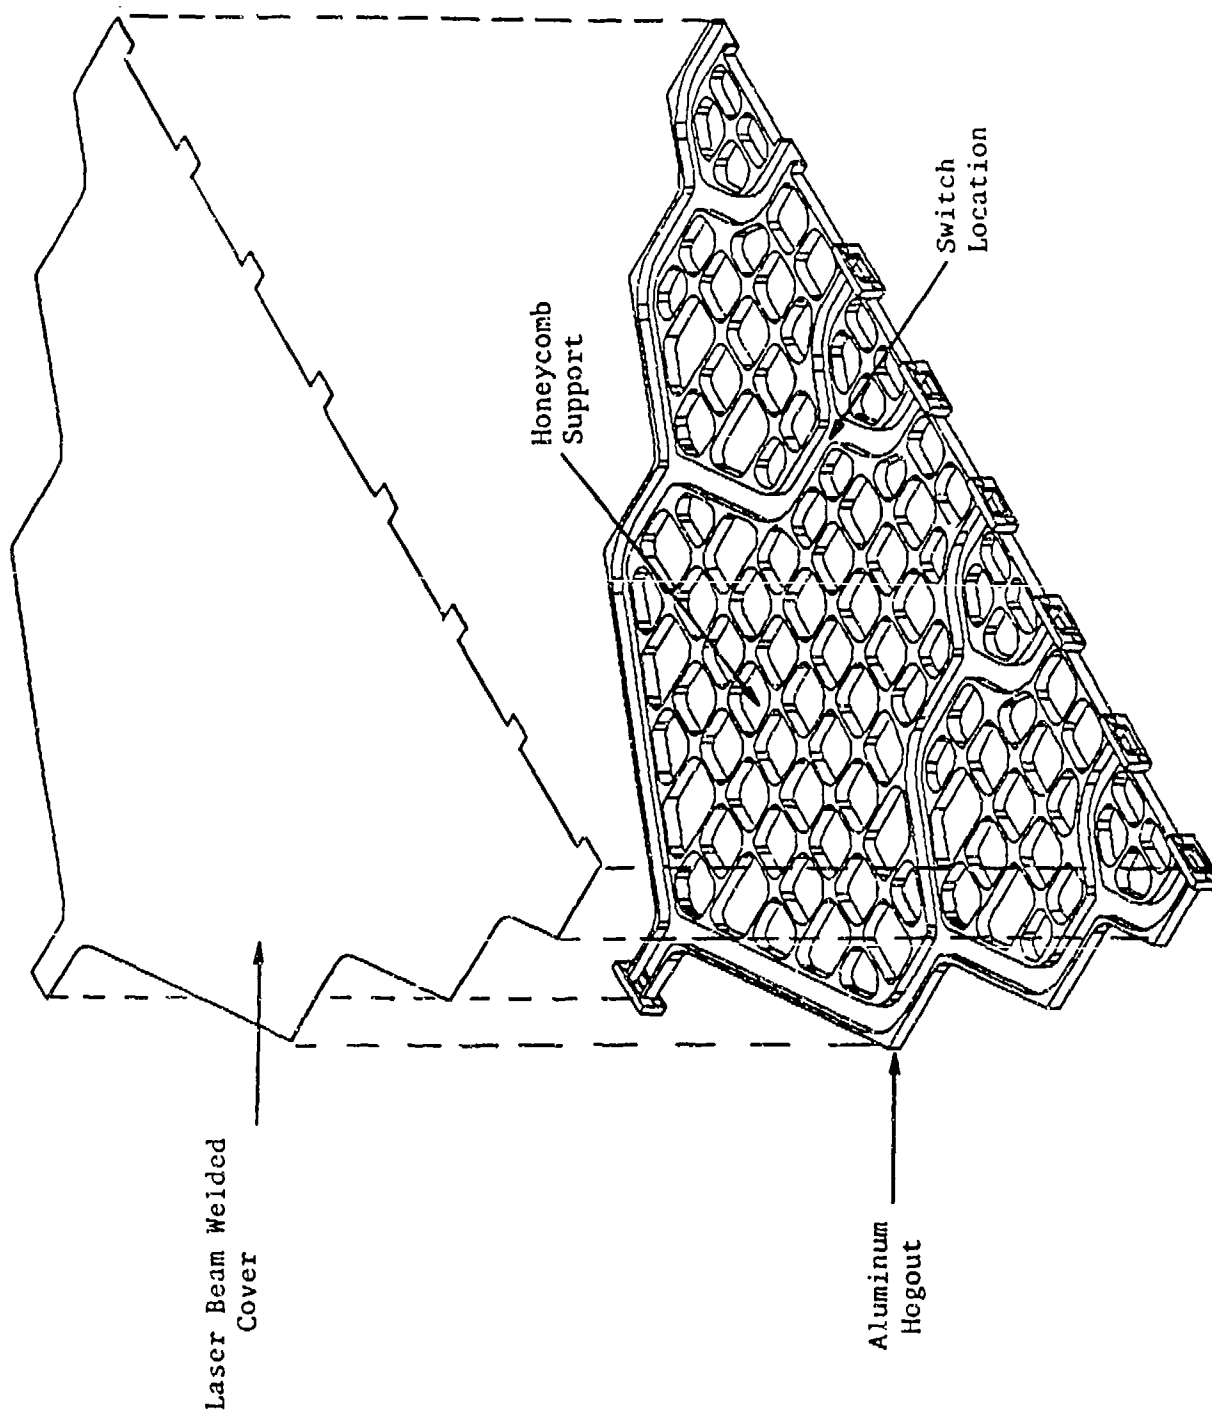 Laser Beam Welded
Cover
Honeycomb
Support
Switch
Location
Aluminum
Hogout